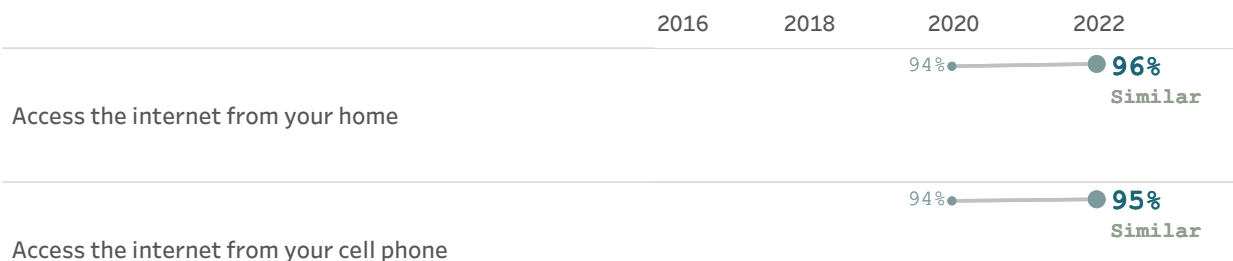 2016 2018 2020 2022
94% 96%
Similar
Access the internet from your home
94% 95%
Similar
Access the internet from your cell phone